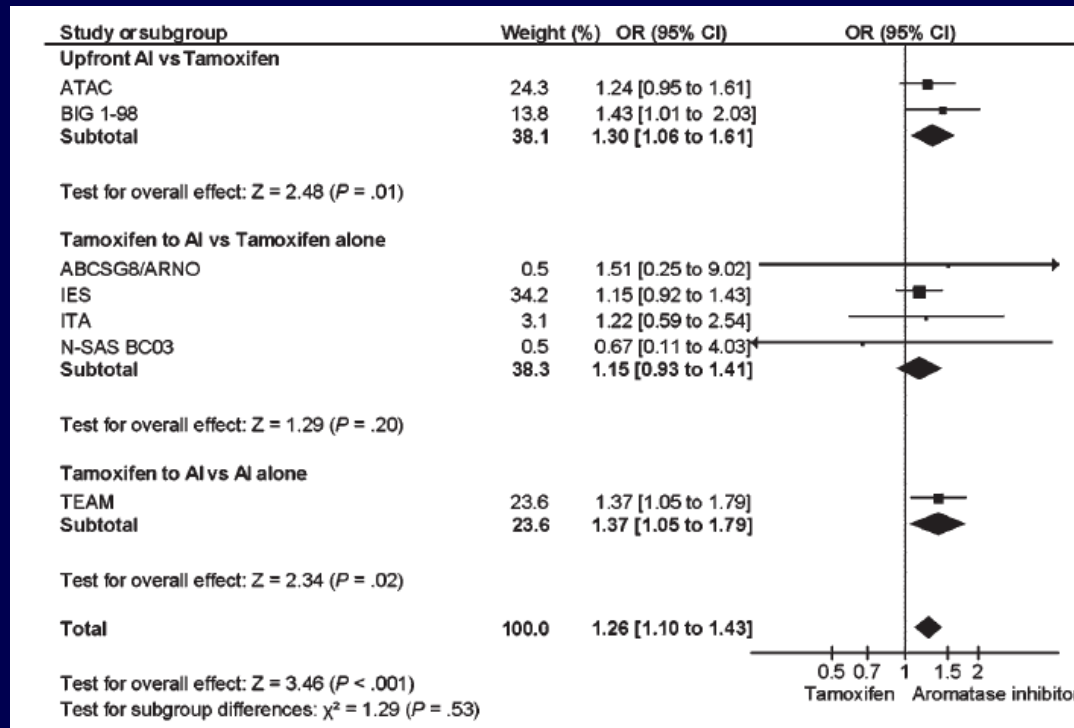 Study or subgroup Weight (%) OR (95% CI) OR (95% CI)
Upfront AI vs Tamoxifen
ATAC 24.3 1.24 [0.95 to 1.61]
BIG 1-98 13.8 1.43 [1.01 to 2.03]
Subtotal 38.1 1.30 [1.06 to 1.61]
Test for overall effect: Z = 2.48 (P = .01)
Tamoxifen to AI vs Tamoxifen alone
ABCSG8/ARNO 0.5 1.51 [0.25 to 9.02]
IES 34.2 1.15 [0.92 to 1.43]
ITA 3.1 1.22 [0.59 to 2.54]
N-SAS BC03 0.5 0.67 [0.11 to 4.03]
Subtotal 38.3 1.15 [0.93 to 1.41]
Test for overall effect: Z = 1.29 (P = .20)
Tamoxifen to AI vs AI alone
TEAM 23.6 1.37 [1.05 to 1.79]
Subtotal 23.6 1.37 [1.05 to 1.79]
Test for overall effect: Z = 2.34 (P = .02)
Total 100.0 1.26 [1.10 to 1.43]
0.5 0.7 1 1.5 2
Test for overall effect: Z = 3.46 (P < .001)
Tamoxifen Aromatase inhibitor
Test for subgroup differences: χ² = 1.29 (P = .53)